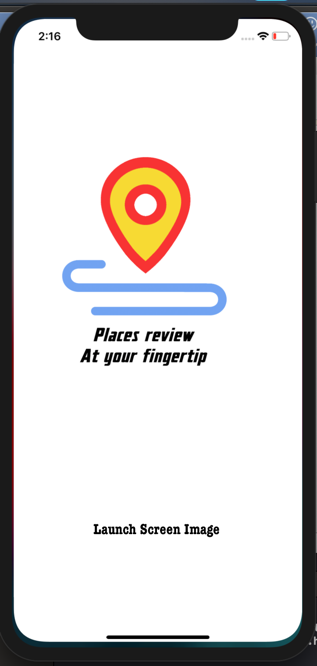 2:16
Places review
At your fingertip
Launch Screen Image